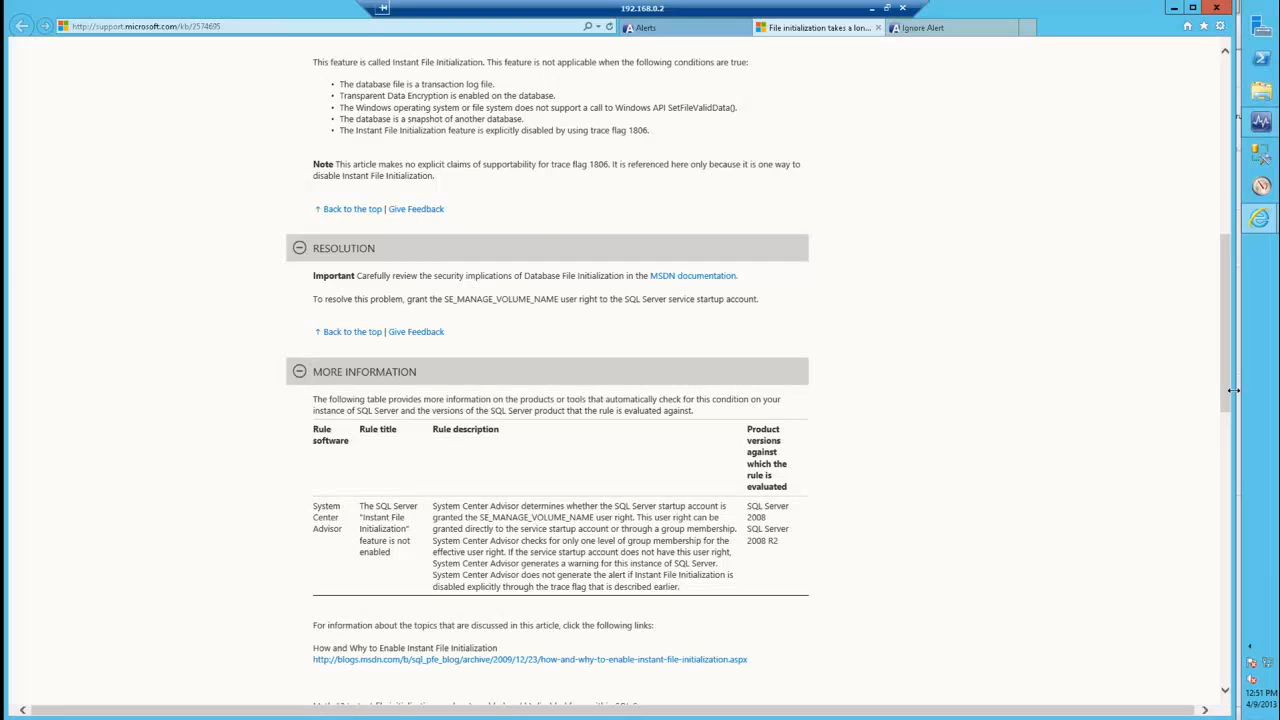 192.168.0.2
http://support.microsoft.com/kb/2574695
Alerts
File initialization takes a lon...
Ignore Alert
This feature is called Instant File Initialization. This feature is not applicable when the following conditions are true:
• The database file is a transaction log file.
• Transparent Data Encryption is enabled on the database.
• The Windows operating system or file system does not support a call to Windows API SetFileValidData().
• The database is a snapshot of another database.
• The Instant File Initialization feature is explicitly disabled by using trace flag 1806.
Note This article makes no explicit claims of supportability for trace flag 1806. It is referenced here only because it is one way to
disable Instant File Initialization.
↑ Back to the top | Give Feedback
RESOLUTION
Important Carefully review the security implications of Database File Initialization in the MSDN documentation.
To resolve this problem, grant the SE_MANAGE_VOLUME_NAME user right to the SQL Server service startup account.
↑ Back to the top | Give Feedback
MORE INFORMATION
The following table provides more information on the products or tools that automatically check for this condition on your
instance of SQL Server and the versions of the SQL Server product that the rule is evaluated against.
Rule
software
Rule title
Rule description
Product
versions
against
which the
rule is
evaluated
System
Center
Advisor
The SQL Server
"Instant File
Initialization"
feature is not
enabled
System Center Advisor determines whether the SQL Server startup account is
granted the SE_MANAGE_VOLUME_NAME user right. This user right can be
granted directly to the service startup account or through a group membership.
System Center Advisor checks for only one level of group membership for the
effective user right. If the service startup account does not have this user right,
System Center Advisor generates a warning for this instance of SQL Server.
System Center Advisor does not generate the alert if Instant File Initialization is
disabled explicitly through the trace flag that is described earlier.
SQL Server
2008
SQL Server
2008 R2
For information about the topics that are discussed in this article, click the following links:
How and Why to Enable Instant File Initialization
http://blogs.msdn.com/b/sql_pfe_blog/archive/2009/12/23/how-and-why-to-enable-instant-file-initialization.aspx
12:51 PM
4/9/2013